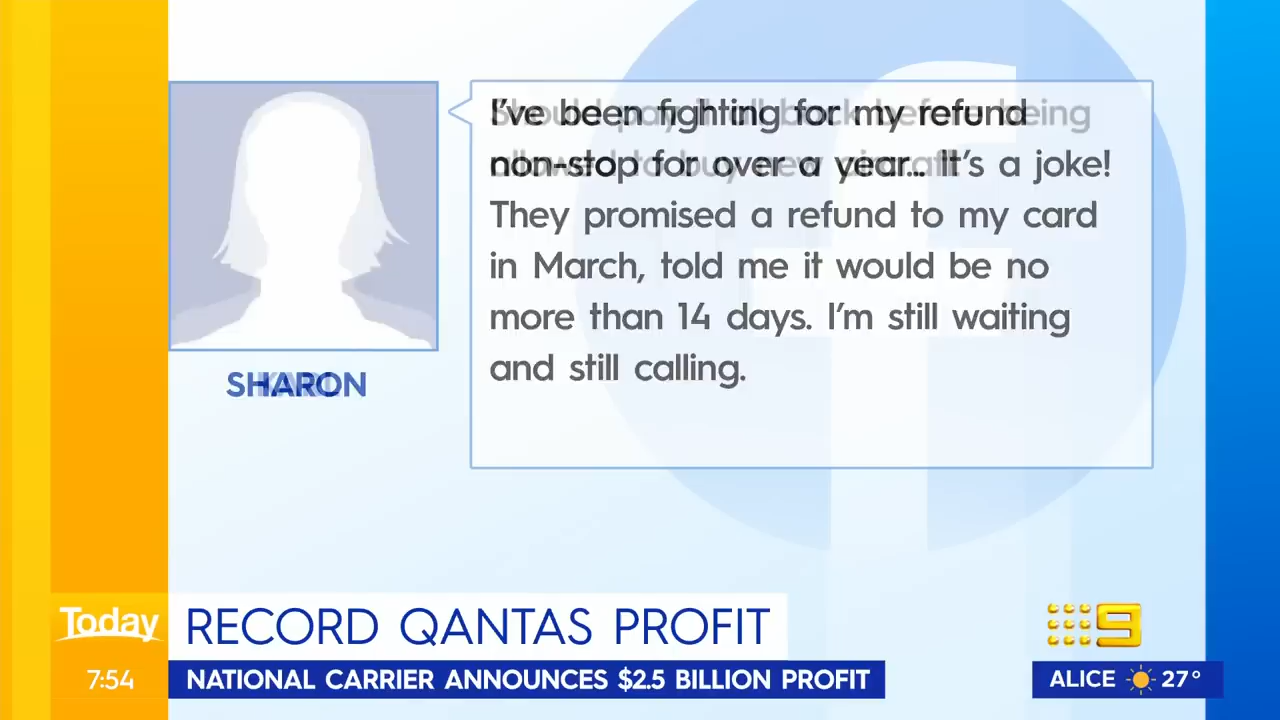 I've been fighting for my refund
non-stop for over a year... It's a joke!
They promised a refund to my card
in March, told me it would be no
more than 14 days. I'm still waiting
and still calling.
SHARON
Today
RECORD QANTAS PROFIT
7:54
NATIONAL CARRIER ANNOUNCES $2.5 BILLION PROFIT
9
ALICE 27°